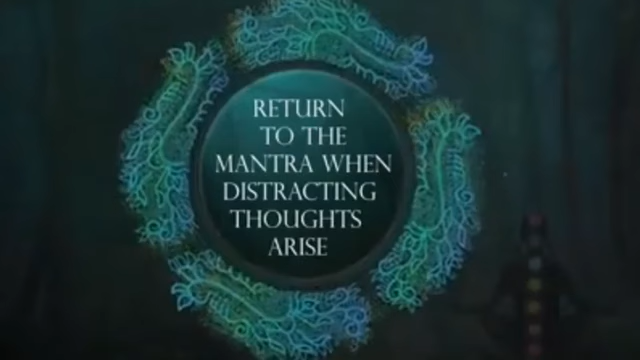 RETURN
TO THE
MANTRA WHEN
DISTRACTING
THOUGHTS
ARISE